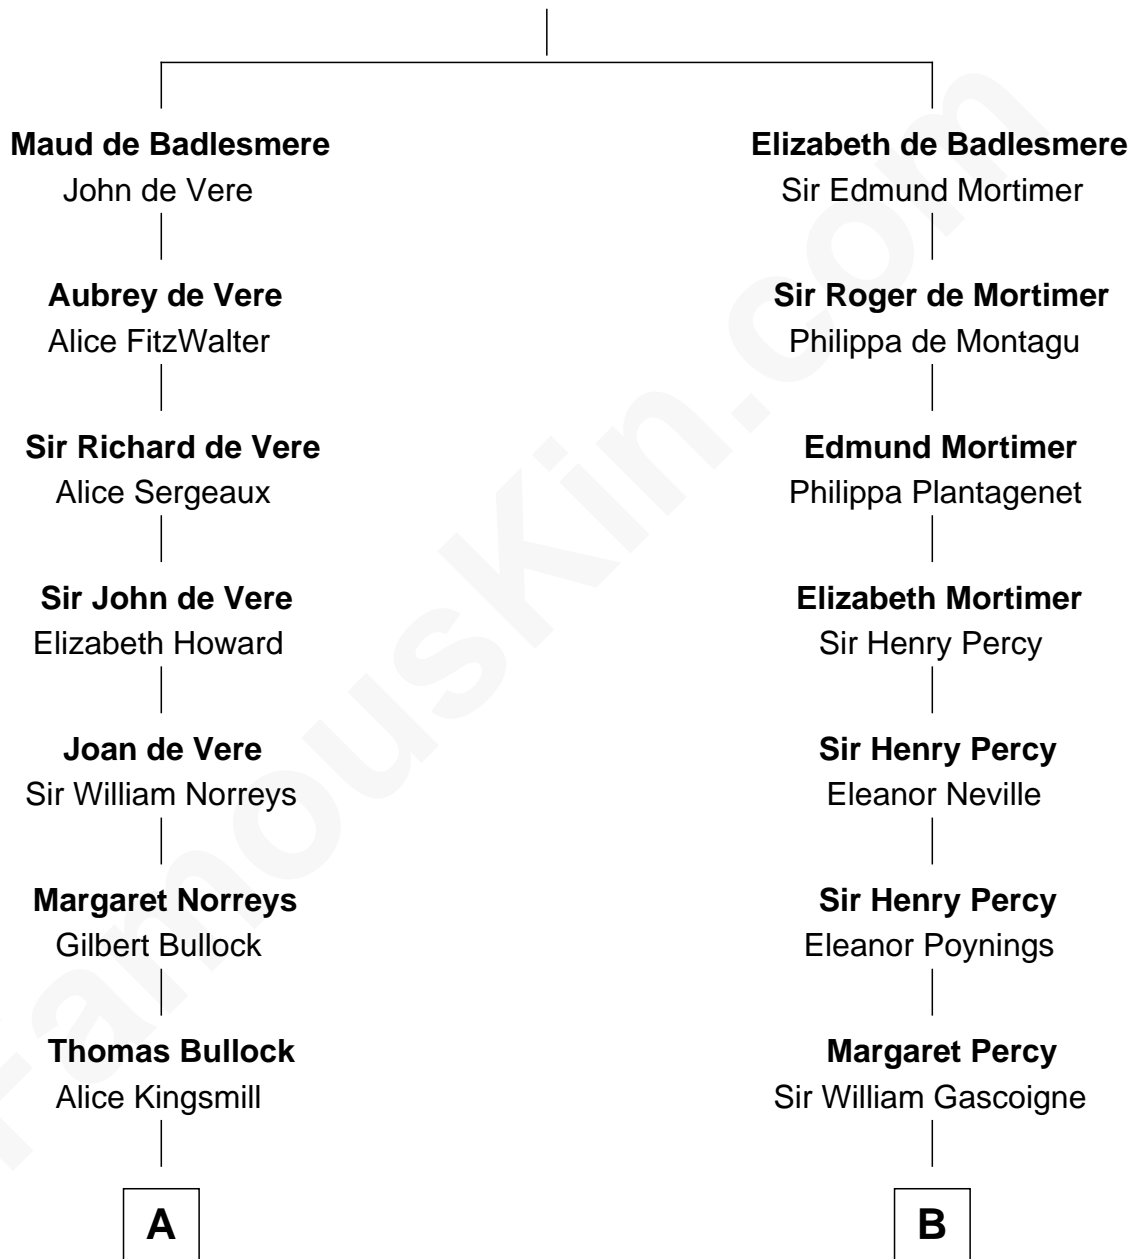 Maud de Badlesmere
John de Vere
Aubrey de Vere
Alice FitzWalter
Sir Richard de Vere
Alice Sergeaux
Sir John de Vere
Elizabeth Howard
Joan de Vere
Sir William Norreys
Margaret Norreys
Gilbert Bullock
Thomas Bullock
Alice Kingsmill
A
Elizabeth de Badlesmere
Sir Edmund Mortimer
Sir Roger de Mortimer
Philippa de Montagu
Edmund Mortimer
Philippa Plantagenet
Elizabeth Mortimer
Sir Henry Percy
Sir Henry Percy
Eleanor Neville
Sir Henry Percy
Eleanor Poynings
Margaret Percy
Sir William Gascoigne
B
FamousKin.com